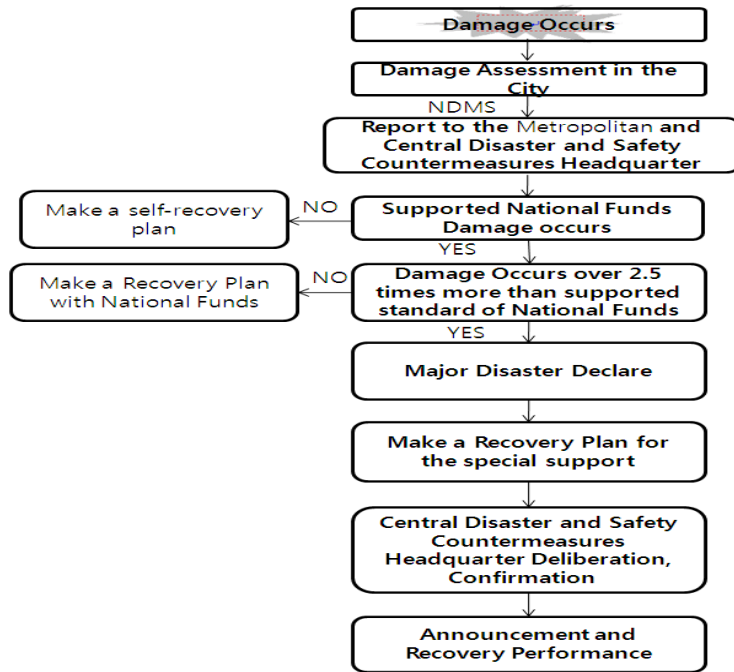 Damage Occurs
Damage Assessment in the
City
NDMS
Report to the Metropolitan and
Central Disaster and Safety
Countermeasures Headquarter
Supported National Funds
Damage occurs
NO
Make a self-recovery
plan
YES
Damage Occurs over 2.5
times more than supported
standard of National Funds
NO
Make a Recovery Plan
with National Funds
YES
Major Disaster Declare
Make a Recovery Plan for
the special support
Central Disaster and Safety
Countermeasures
Headquarter Deliberation,
Confirmation
Announcement and
Recovery Performance